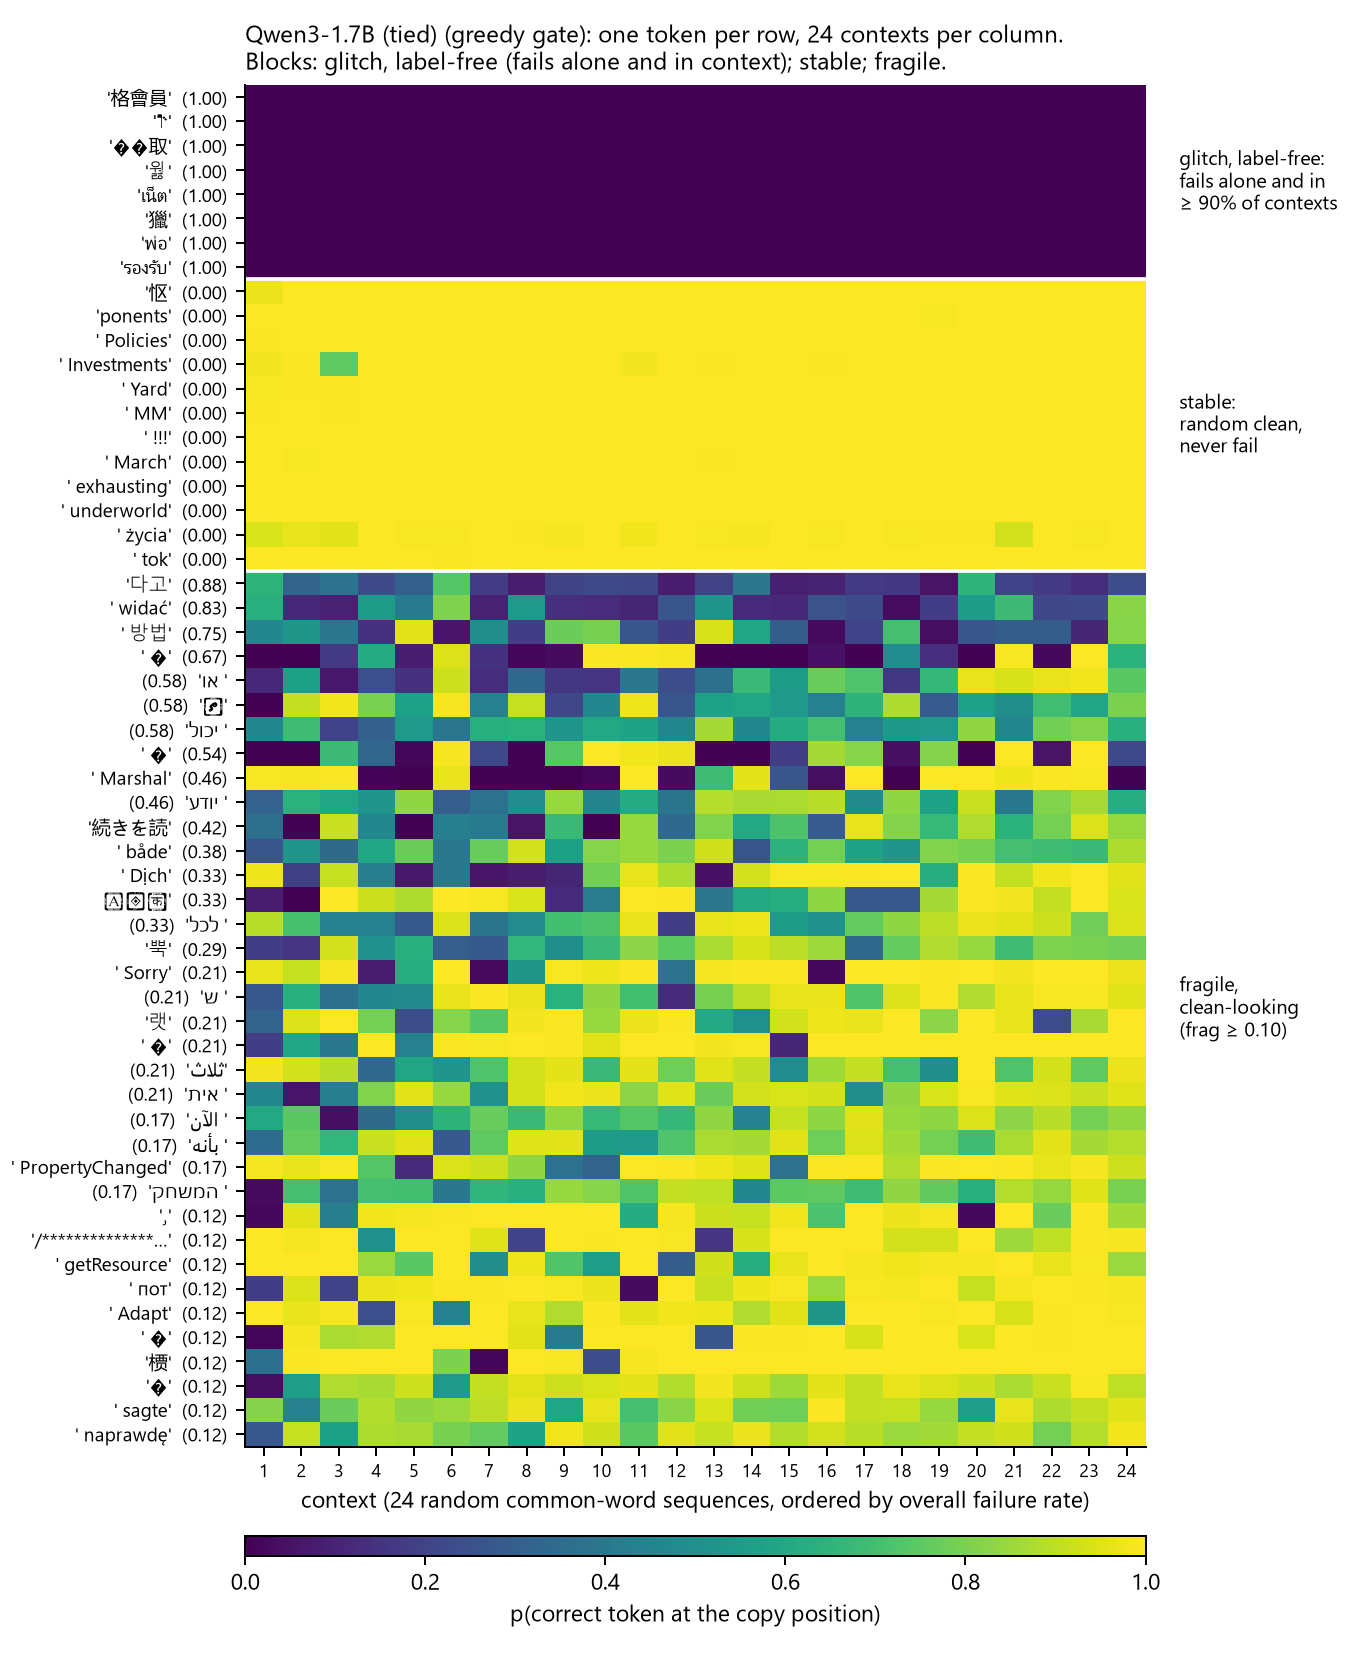 Qwen3-1.7B (tied) (greedy gate): one token per row, 24 contexts per column.
Blocks: glitch, label-free (fails alone and in context); stable; fragile.
'格會員' (1.00)
(1.00)
'��取' (1.00)
'웛' (1.00)
'เน็ต' (1.00)
'獵' (1.00)
'พ่อ' (1.00)
'รองรับ' (1.00)
'怄' (0.00)
'ponents' (0.00)
' Policies' (0.00)
' Investments' (0.00)
' Yard' (0.00)
' MM' (0.00)
' !!!' (0.00)
' March' (0.00)
' exhausting' (0.00)
' underworld' (0.00)
' życia' (0.00)
' tok' (0.00)
'다고' (0.88)
' widać' (0.83)
' 방법' (0.75)
' �' (0.67)
' או' (0.58)
(0.58)
' יכול' (0.58)
' �' (0.54)
' Marshal' (0.46)
' יודע' (0.46)
'続きを読' (0.42)
' både' (0.38)
' Dịch' (0.33)
(0.33)
' לכל' (0.33)
'뿍' (0.29)
' Sorry' (0.21)
' ש' (0.21)
'랫' (0.21)
' �' (0.21)
'ثلاث' (0.21)
' אית' (0.21)
' الآن' (0.17)
' بأنه' (0.17)
' PropertyChanged' (0.17)
' המשחק' (0.17)
(0.12)
'/**************...' (0.12)
' getResource' (0.12)
' пот' (0.12)
' Adapt' (0.12)
' �' (0.12)
(0.12)
'�' (0.12)
' sagte' (0.12)
' naprawdę' (0.12)
glitch, label-free:
fails alone and in
≥ 90% of contexts
stable:
random clean,
never fail
fragile,
clean-looking
(frag ≥ 0.10)
1 2 3 4 5 6 7 8 9 10 11 12 13 14 15 16 17 18 19 20 21 22 23 24
context (24 random common-word sequences, ordered by overall failure rate)
0.0 0.2 0.4 0.6 0.8 1.0
p(correct token at the copy position)